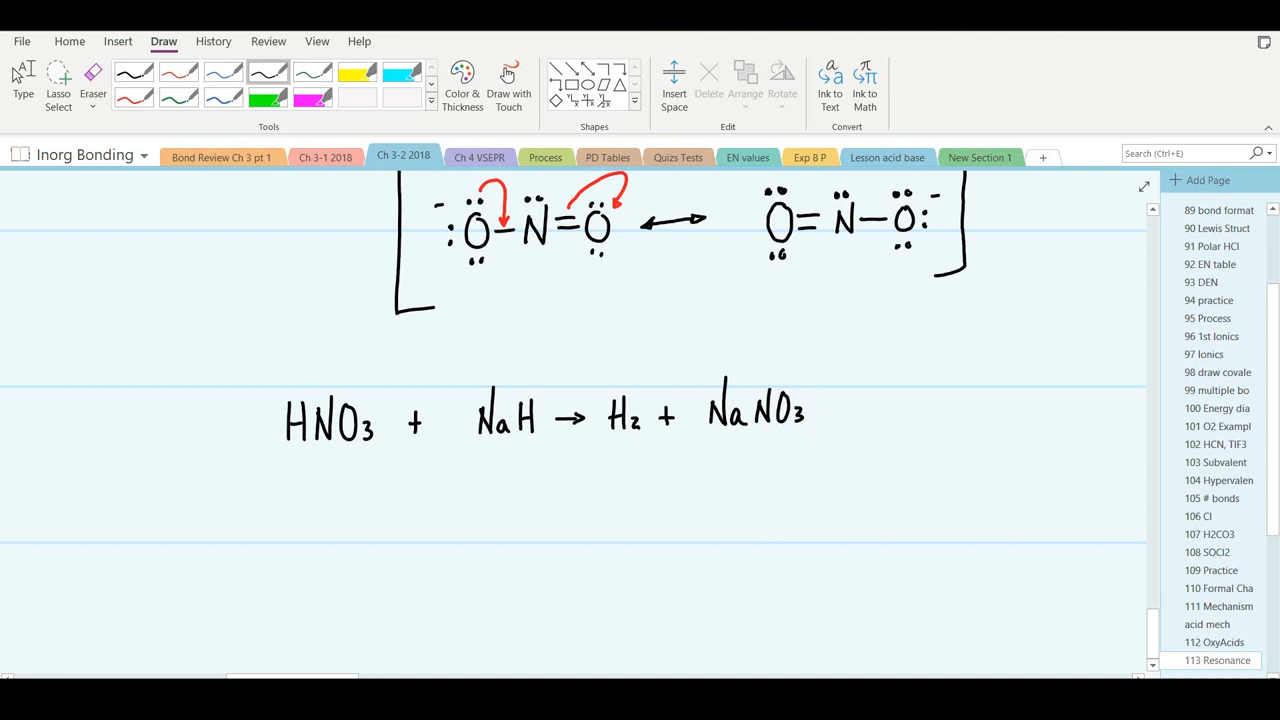 File Home Insert Draw History Review View Help
Type Lasso Select Eraser Color & Thickness Draw with Touch Insert Space Delete Arrange Rotate Ink to Text Ink to Math
Tools Shapes Edit Convert
Inorg Bonding Bond Review Ch 3 pt 1 Ch 3-1 2018 Ch 3-2 2018 Ch 4 VSEPR Process PD Tables Quizs Tests EN values Exp 8 P Lesson acid base New Section 1 + Search (Ctrl+E)
+ Add Page
89 bond format
90 Lewis Struct
91 Polar HCl
92 EN table
93 DEN
94 practice
95 Process
96 1st Ionics
97 Ionics
98 draw covale
99 multiple bo
100 Energy dia
101 O2 Exampl
102 HCN, TIF3
103 Subvalent
104 Hypervalen
105 # bonds
106 Cl
107 H2CO3
108 SOCl2
109 Practice
110 Formal Cha
111 Mechanism
acid mech
112 OxyAcids
113 Resonance
⁻:O–N=O ↔ O=N–O:⁻
HNO₃ + NaH → H₂ + NaNO₃